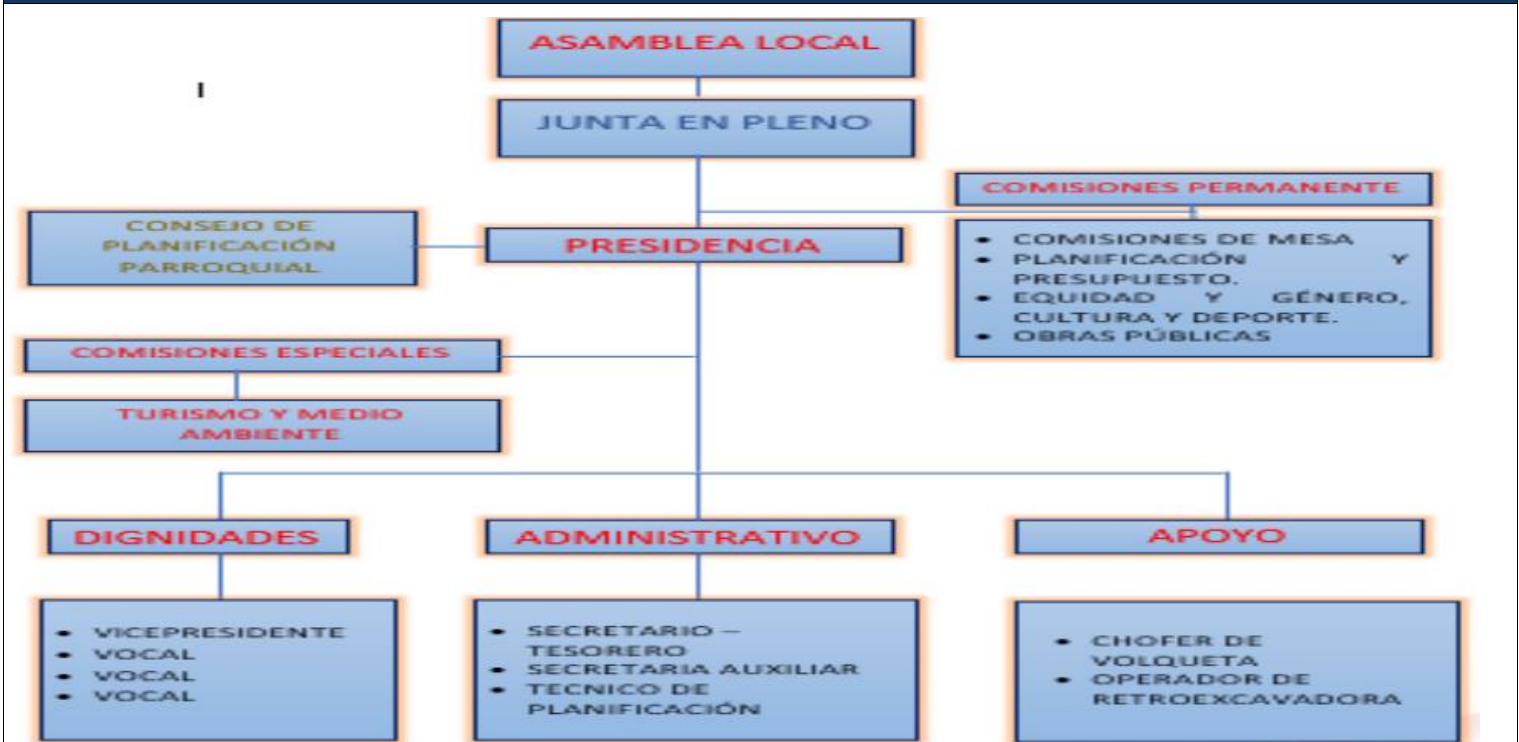 ASAMBLEA LOCAL
I
JUNTA EN PLENO
COMISIONES PERMANENTE
CONSEJO DE
PLANIFICACIÓN
PARROQUIAL
PRESIDENCIA
• COMISIONES DE MESA
• PLANIFICACIÓN Y
PRESUPUESTO.
• EQUIDAD Y GÉNERO,
CULTURA Y DEPORTE.
• OBRAS PÚBLICAS
COMISIONES ESPECIALES
TURISMO Y MEDIO
AMBIENTE
DIGNIDADES
ADMINISTRATIVO
APOYO
• VICEPRESIDENTE
• VOCAL
• VOCAL
• VOCAL
• SECRETARIO –
TESORERO
• SECRETARIA AUXILIAR
• TECNICO DE
PLANIFICACIÓN
• CHOFER DE
VOLQUETA
• OPERADOR DE
RETROEXCAVADORA